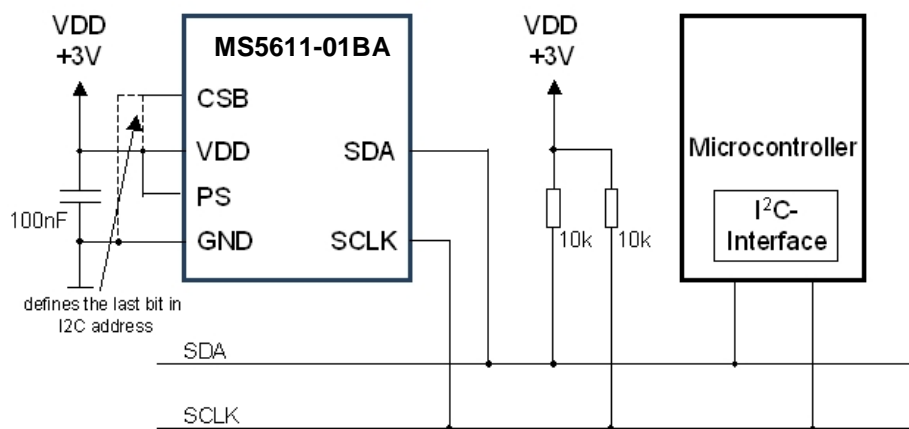 VDD
+3V
MS5611-01BA
CSB
VDD
PS
GND
SDA
SCLK
100nF
defines the last bit in
I2C address
VDD
+3V
10k
10k
Microcontroller
I²C-
Interface
SDA
SCLK